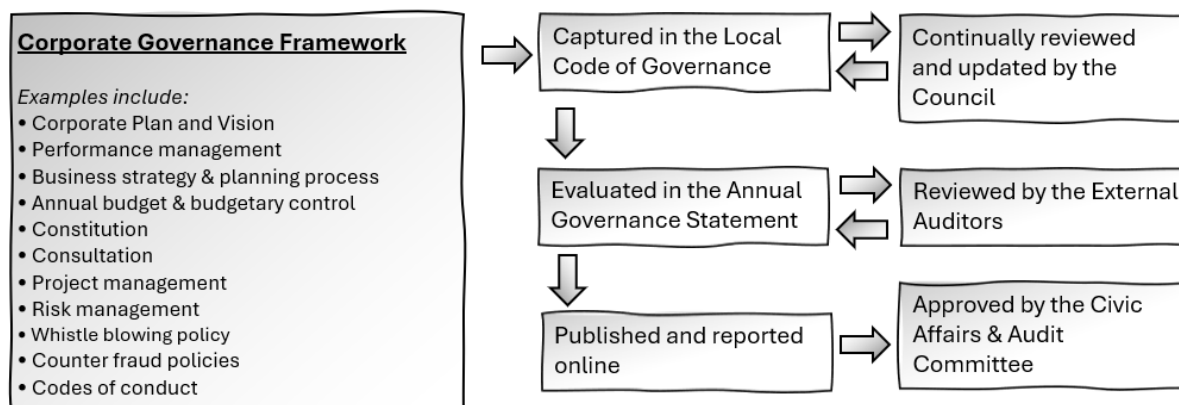 Corporate Governance Framework
Examples include:
• Corporate Plan and Vision
• Performance management
• Business strategy & planning process
• Annual budget & budgetary control
• Constitution
• Consultation
• Project management
• Risk management
• Whistle blowing policy
• Counter fraud policies
• Codes of conduct
Captured in the Local
Code of Governance
Continually reviewed
and updated by the
Council
Evaluated in the Annual
Governance Statement
Reviewed by the External
Auditors
Published and reported
online
Approved by the Civic
Affairs & Audit
Committee